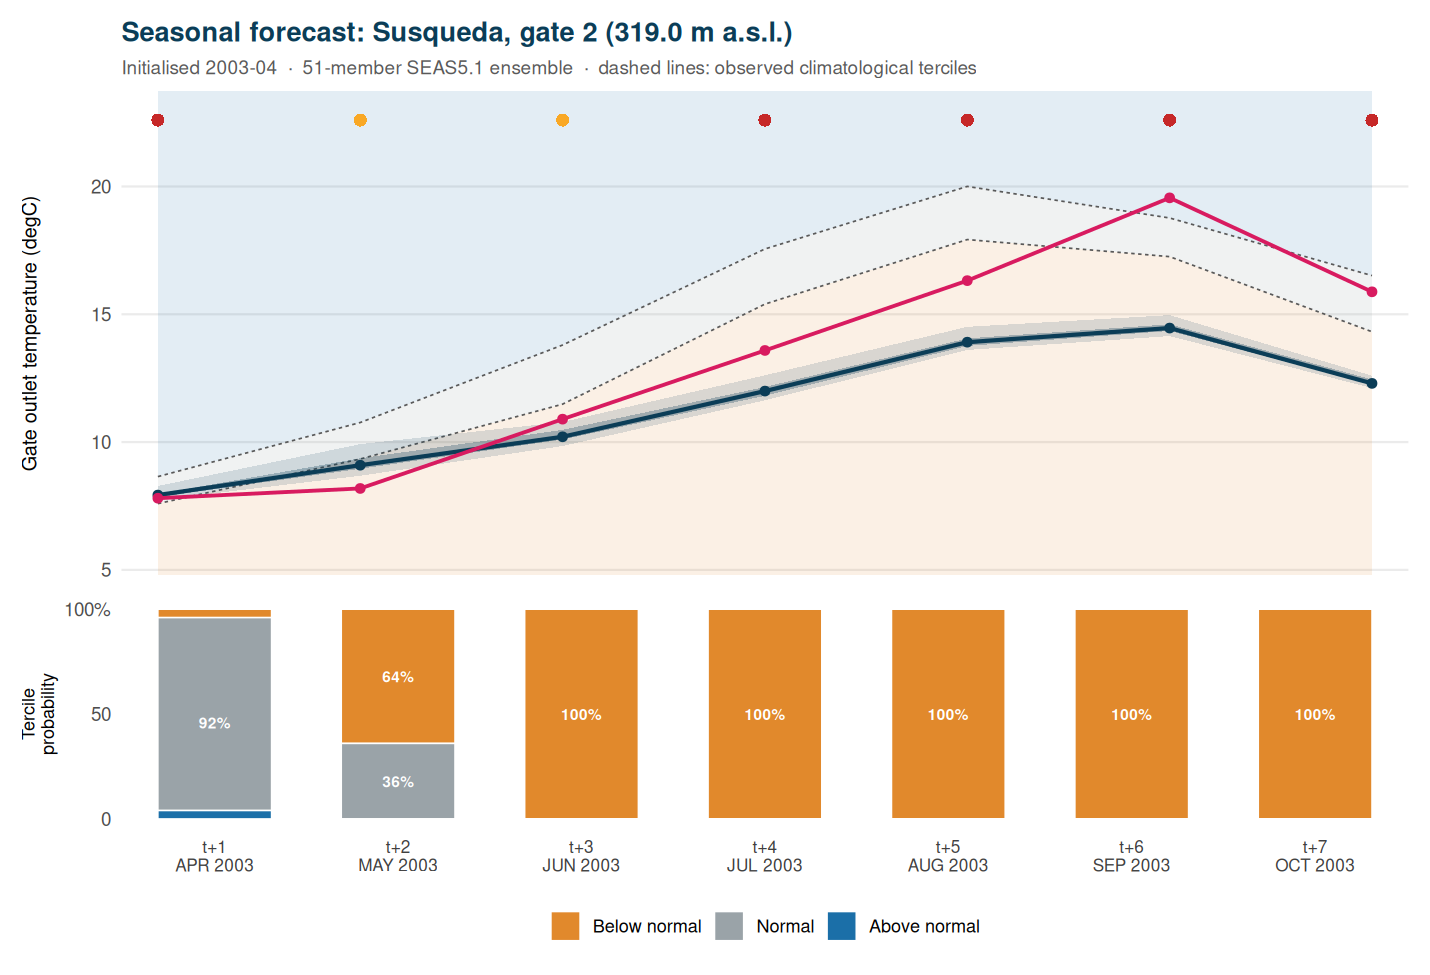 Seasonal forecast: Susqueda, gate 2 (319.0 m a.s.l.)
Initialised 2003-04 · 51-member SEAS5.1 ensemble · dashed lines: observed climatological terciles
Gate outlet temperature (degC)
20
15
10
5
Tercile
probability
100%
50
0
92%
64%
36%
100%
100%
100%
100%
100%
t+1
APR 2003
t+2
MAY 2003
t+3
JUN 2003
t+4
JUL 2003
t+5
AUG 2003
t+6
SEP 2003
t+7
OCT 2003
Below normal
Normal
Above normal